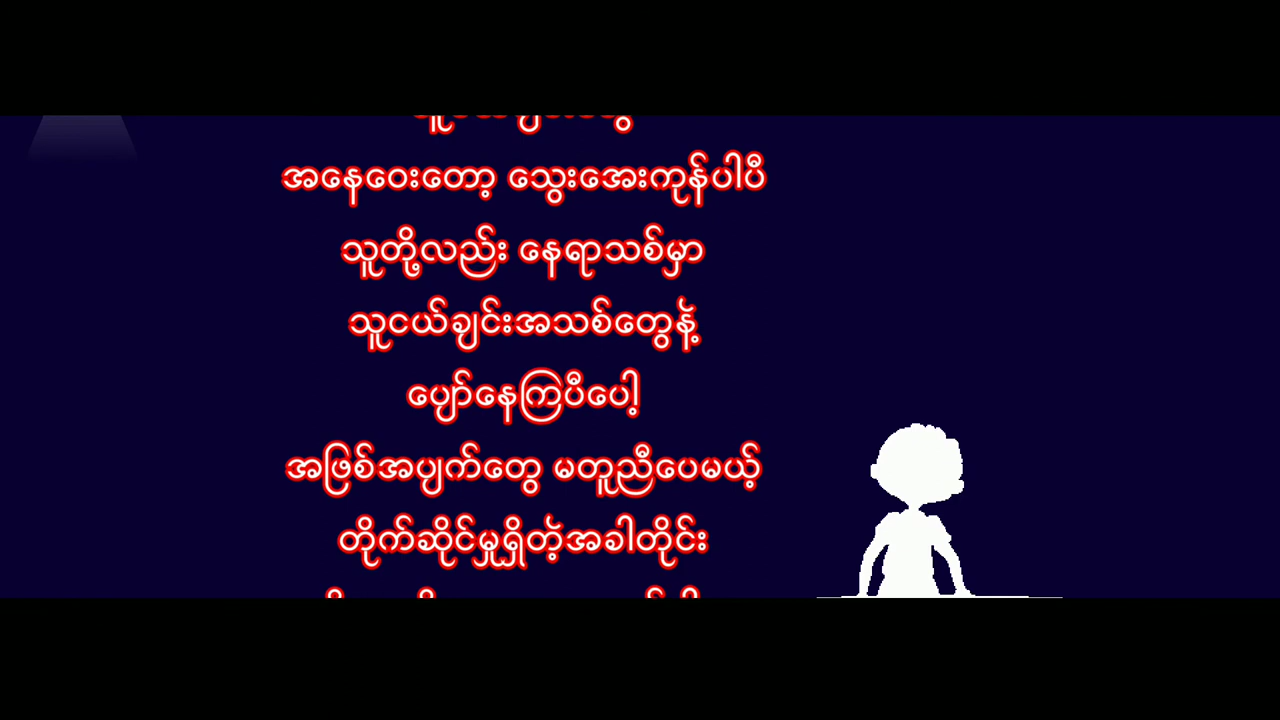 အနေဝေးတော့ သွေးအေးကုန်ပါပီ
သူတို့လည်း နေရာသစ်မှာ
သူငယ်ချင်းအသစ်တွေနဲ့
ပျော်နေကြပီပေါ့
အဖြစ်အပျက်တွေ မတူညီပေမယ့်
တိုက်ဆိုင်မှုရှိတဲ့အခါတိုင်း